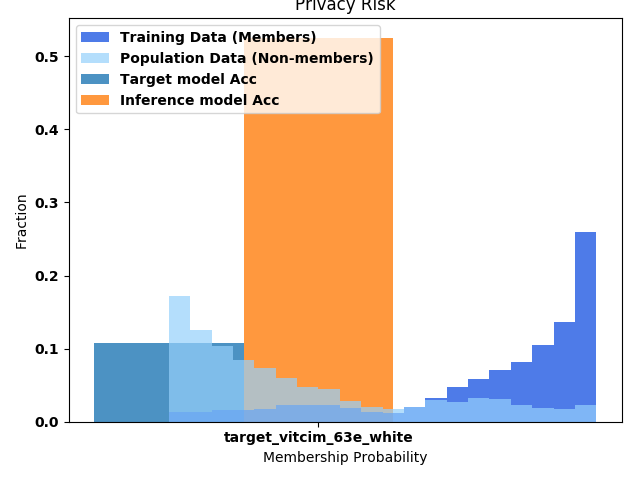 Privacy Risk
Training Data (Members)
Population Data (Non-members)
Target model Acc
Inference model Acc
0.5
0.4
0.3
0.2
0.1
0.0
Fraction
target_vitcim_63e_white
Membership Probability